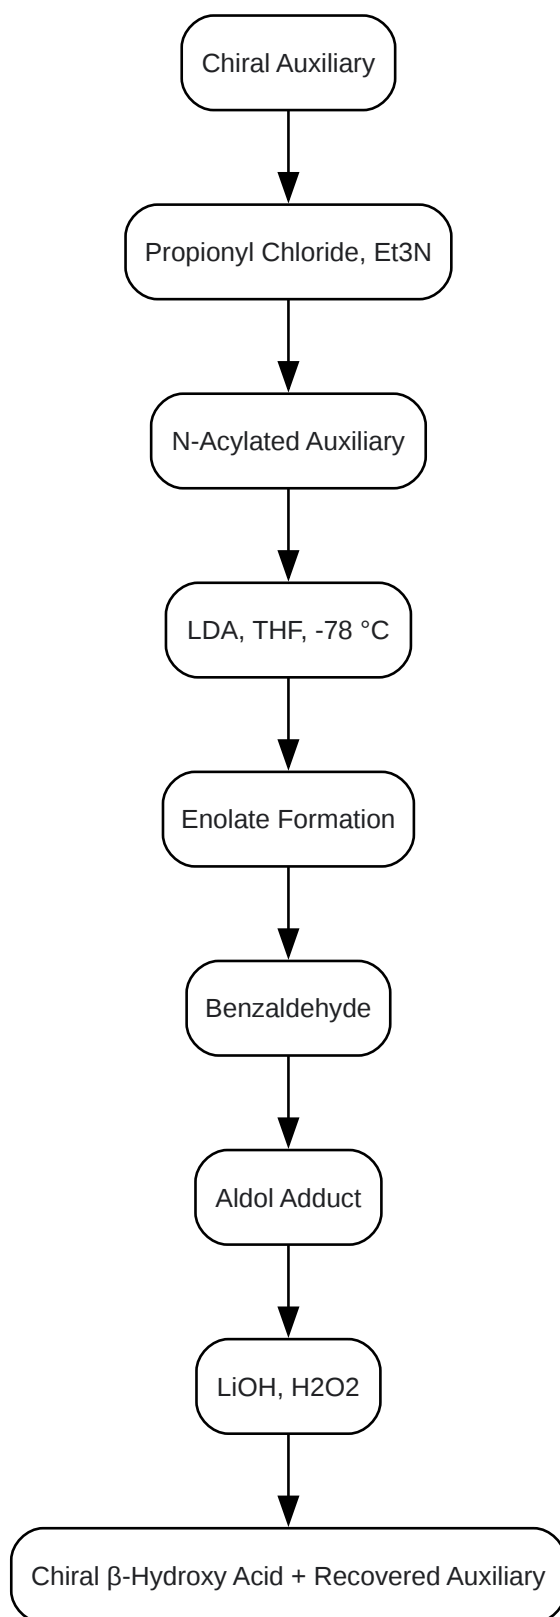 Chiral Auxiliary
Propionyl Chloride, Et3N
N-Acylated Auxiliary
LDA, THF, -78 °C
Enolate Formation
Benzaldehyde
Aldol Adduct
LiOH, H2O2
Chiral β-Hydroxy Acid + Recovered Auxiliary